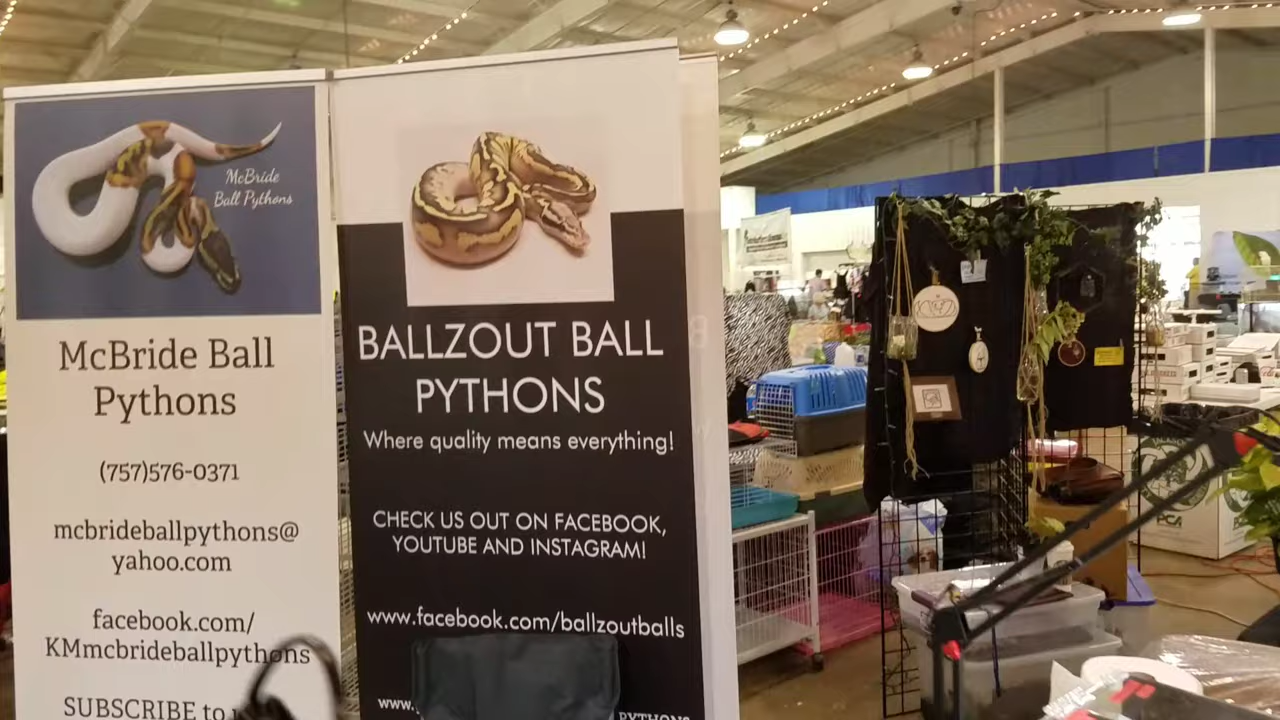 McBride
Ball Pythons
McBride Ball
Pythons
(757)576-0371
mcbrideballpythons@
yahoo.com
facebook.com/
KMmcbrideballpythons
SUBSCRIBE to
BALLZOUT BALL
PYTHONS
Where quality means everything!
CHECK US OUT ON FACEBOOK,
YOUTUBE AND INSTAGRAM!
www.facebook.com/ballzoutballs
www.
PYTHONS
PCA